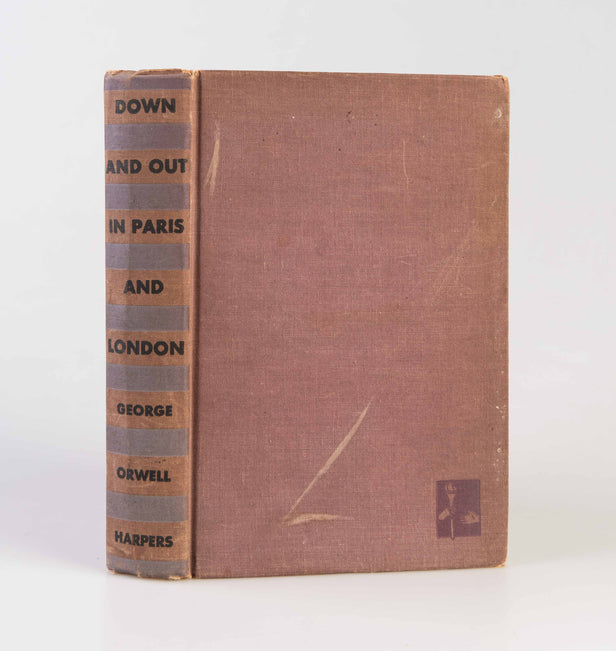 DOWN
AND OUT
IN PARIS
AND
LONDON
GEORGE
ORWELL
HARPERS